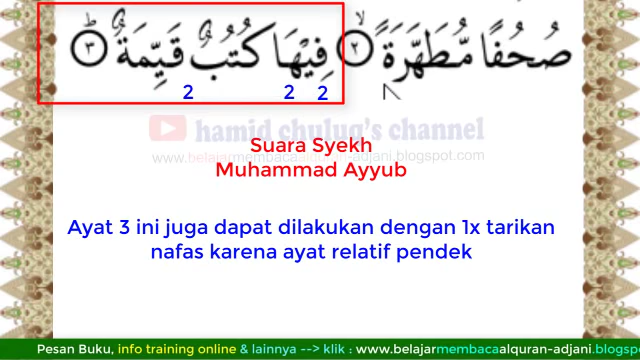 صُحُفًا مُّطَهَّرَةً ۙ ﴿٢﴾ فِيْهَا كُتُبٌ قَيِّمَةٌ ۗ ﴿٣﴾
2 2 2
hamid chuluq's channel
Suara Syekh
www.belajarmembacaalquran-adjani.blogspot.com
Muhammad Ayyub
Ayat 3 ini juga dapat dilakukan dengan 1x tarikan
nafas karena ayat relatif pendek
Pesan Buku, info training online & lainnya --> klik : www.belajarmembacaalquran-adjani.blogsp